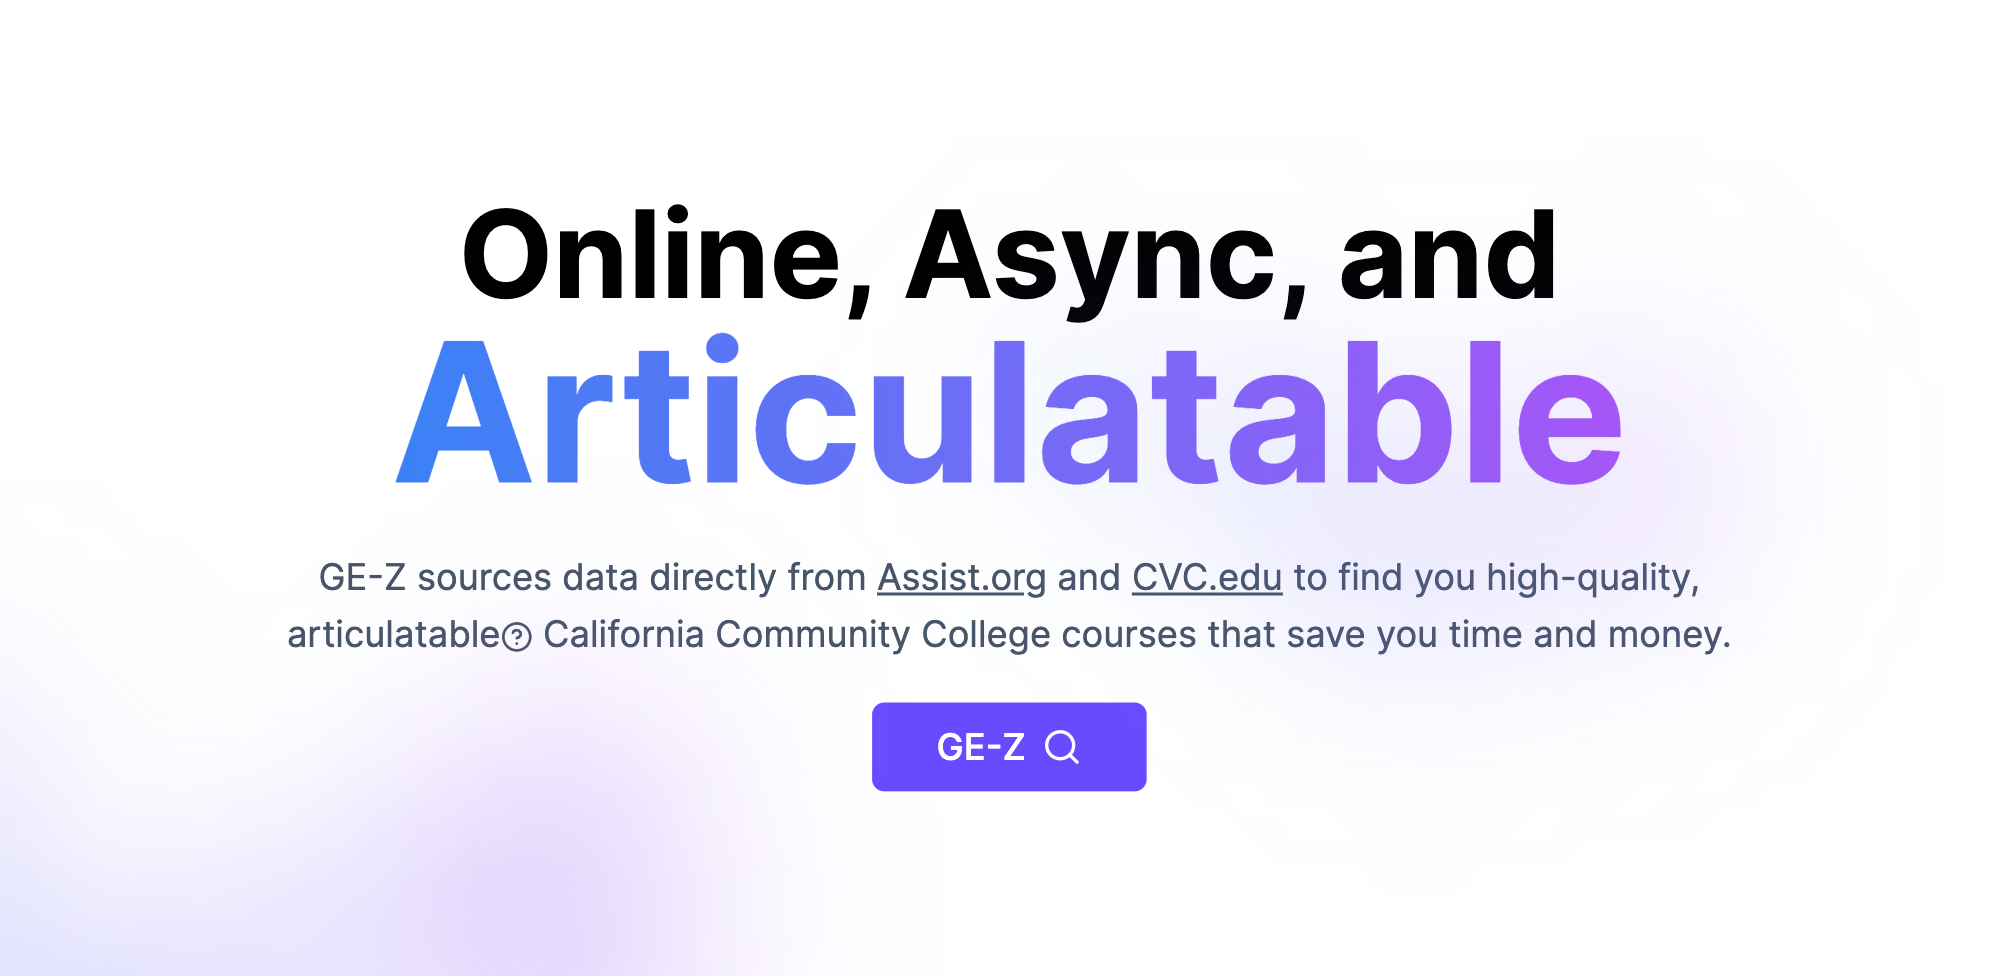 Online, Async, and
Articulatable
GE-Z sources data directly from Assist.org and CVC.edu to find you high-quality,
articulatable? California Community College courses that save you time and money.
GE-Z